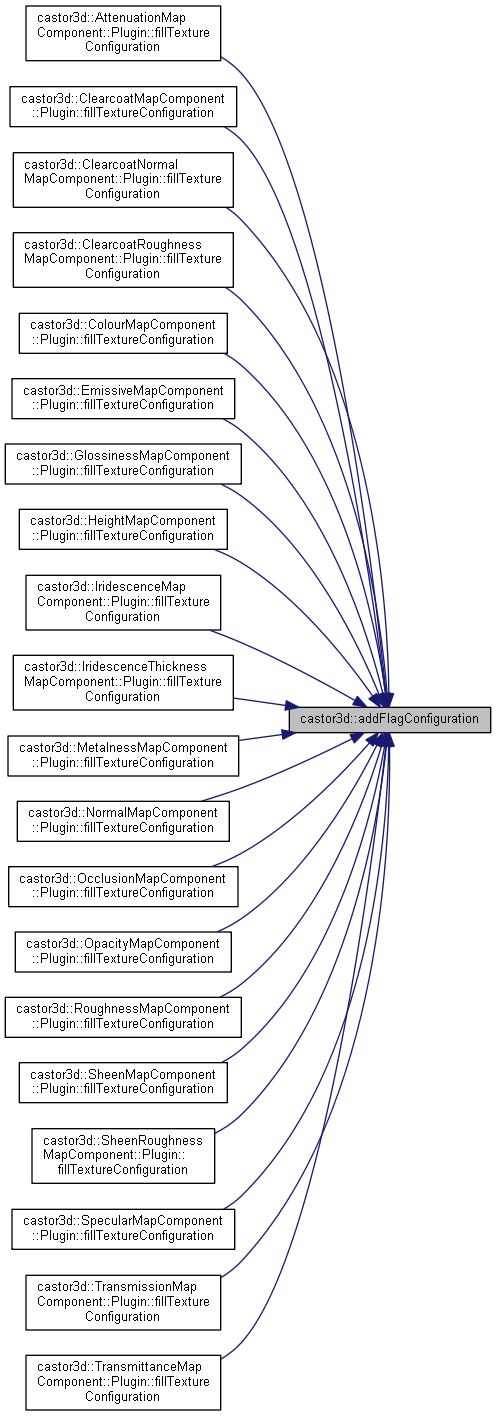 castor3d::AttenuationMap
Component::Plugin::fillTexture
Configuration
castor3d::ClearcoatMapComponent
::Plugin::fillTextureConfiguration
castor3d::ClearcoatNormal
MapComponent::Plugin::fillTexture
Configuration
castor3d::ClearcoatRoughness
MapComponent::Plugin::fillTexture
Configuration
castor3d::ColourMapComponent
::Plugin::fillTextureConfiguration
castor3d::EmissiveMapComponent
::Plugin::fillTextureConfiguration
castor3d::GlossinessMapComponent
::Plugin::fillTextureConfiguration
castor3d::HeightMapComponent
::Plugin::fillTextureConfiguration
castor3d::IridescenceMap
Component::Plugin::fillTexture
Configuration
castor3d::IridescenceThickness
MapComponent::Plugin::fillTexture
Configuration
castor3d::addFlagConfiguration
castor3d::MetalnessMapComponent
::Plugin::fillTextureConfiguration
castor3d::NormalMapComponent
::Plugin::fillTextureConfiguration
castor3d::OcclusionMapComponent
::Plugin::fillTextureConfiguration
castor3d::OpacityMapComponent
::Plugin::fillTextureConfiguration
castor3d::RoughnessMapComponent
::Plugin::fillTextureConfiguration
castor3d::SheenMapComponent
::Plugin::fillTextureConfiguration
castor3d::SheenRoughness
MapComponent::Plugin::
fillTextureConfiguration
castor3d::SpecularMapComponent
::Plugin::fillTextureConfiguration
castor3d::TransmissionMap
Component::Plugin::fillTexture
Configuration
castor3d::TransmittanceMap
Component::Plugin::fillTexture
Configuration